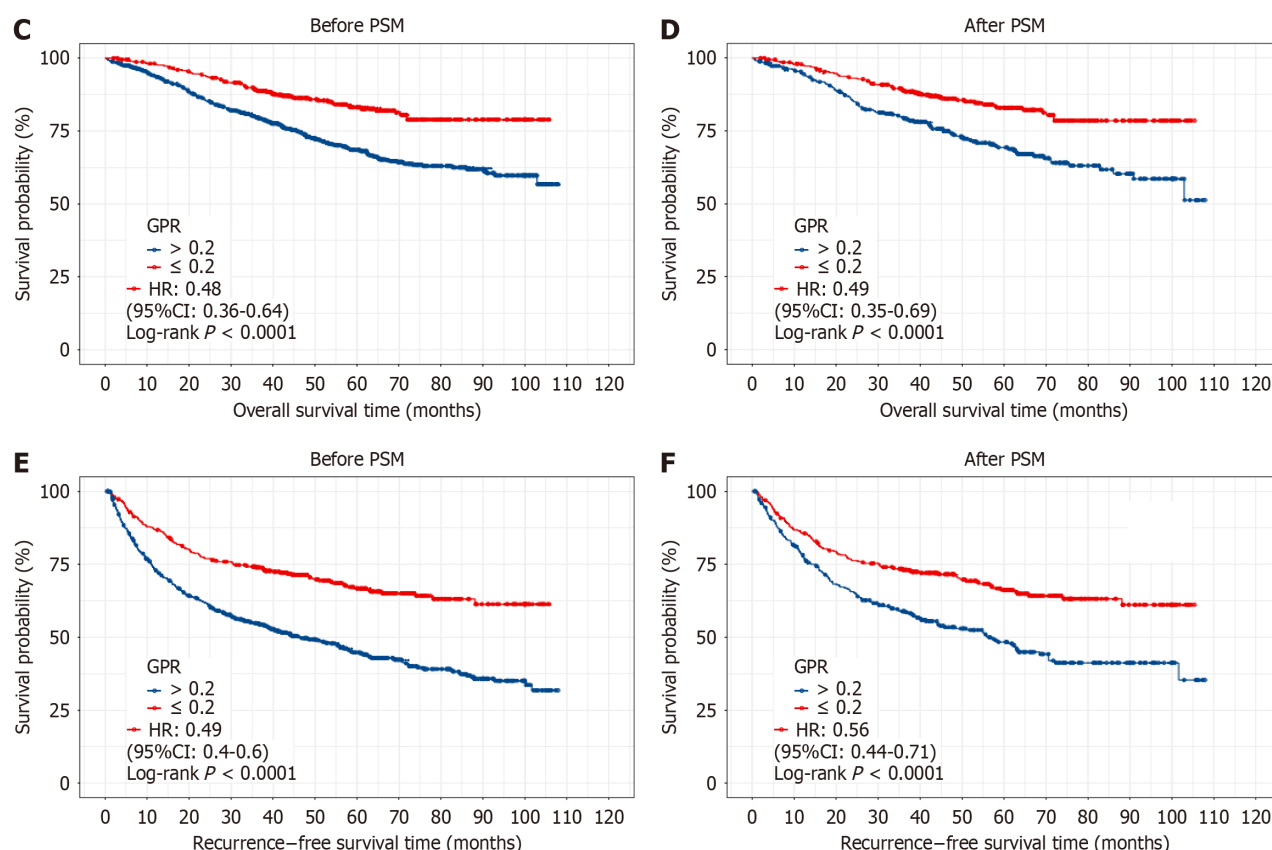 C
Before PSM
100
75
50
25
0
Survival probability (%)
GPR
> 0.2
≤ 0.2
HR: 0.48
(95%CI: 0.36-0.64)
Log-rank P < 0.0001
0 10 20 30 40 50 60 70 80 90 100 110 120
Overall survival time (months)
D
After PSM
100
75
50
25
0
Survival probability (%)
GPR
> 0.2
≤ 0.2
HR: 0.49
(95%CI: 0.35-0.69)
Log-rank P < 0.0001
0 10 20 30 40 50 60 70 80 90 100 110 120
Overall survival time (months)
E
Before PSM
100
75
50
25
0
Survival probability (%)
GPR
> 0.2
≤ 0.2
HR: 0.49
(95%CI: 0.4-0.6)
Log-rank P < 0.0001
0 10 20 30 40 50 60 70 80 90 100 110 120
Recurrence−free survival time (months)
F
After PSM
100
75
50
25
0
Survival probability (%)
GPR
> 0.2
≤ 0.2
HR: 0.56
(95%CI: 0.44-0.71)
Log-rank P < 0.0001
0 10 20 30 40 50 60 70 80 90 100 110 120
Recurrence−free survival time (months)